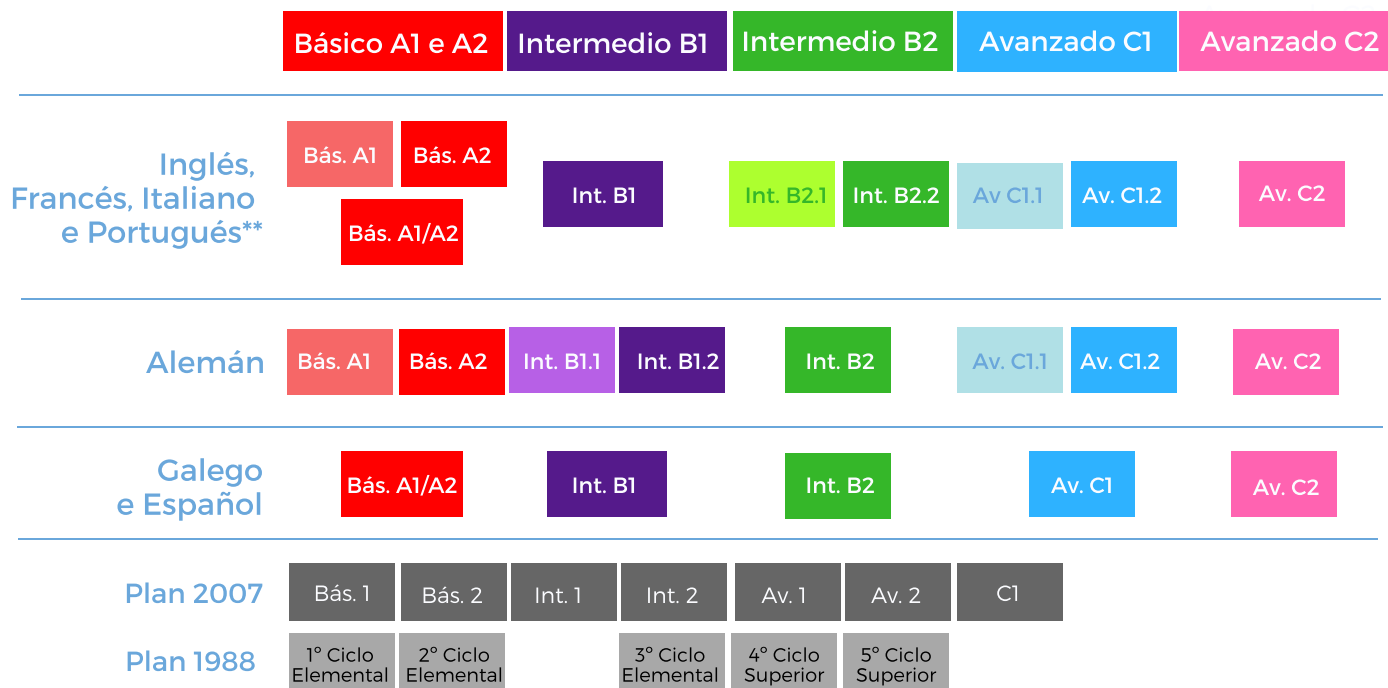 Básico A1 e A2 Intermedio B1 Intermedio B2 Avanzado C1 Avanzado C2
Inglés,
Francés, Italiano
e Portugués**
Bás. A1 Bás. A2
Bás. A1/A2
Int. B1 Int. B2.1 Int. B2.2 Av C1.1 Av. C1.2 Av. C2
Alemán Bás. A1 Bás. A2 Int. B1.1 Int. B1.2 Int. B2 Av. C1.1 Av. C1.2 Av. C2
Galego
e Español
Bás. A1/A2 Int. B1 Int. B2 Av. C1 Av. C2
Plan 2007 Bás. 1 Bás. 2 Int. 1 Int. 2 Av. 1 Av. 2 C1
Plan 1988
1º Ciclo
Elemental
2º Ciclo
Elemental
3º Ciclo
Elemental
4º Ciclo
Superior
5º Ciclo
Superior